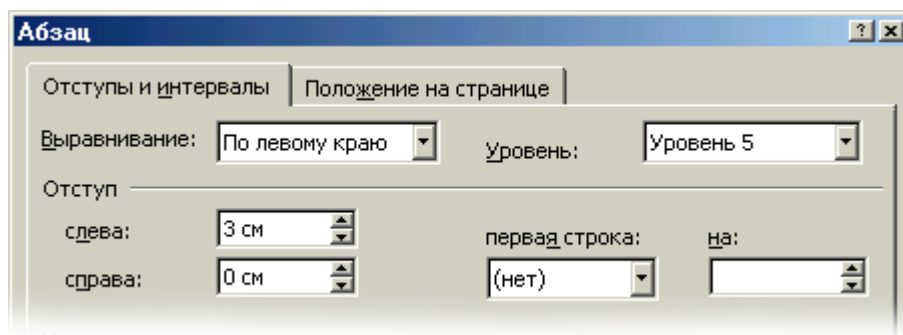 Абзац
Отступы и интервалы Положение на странице
Выравнивание: По левому краю Уровень: Уровень 5
Отступ
слева: 3 см первая строка: на:
справа: 0 см (нет)